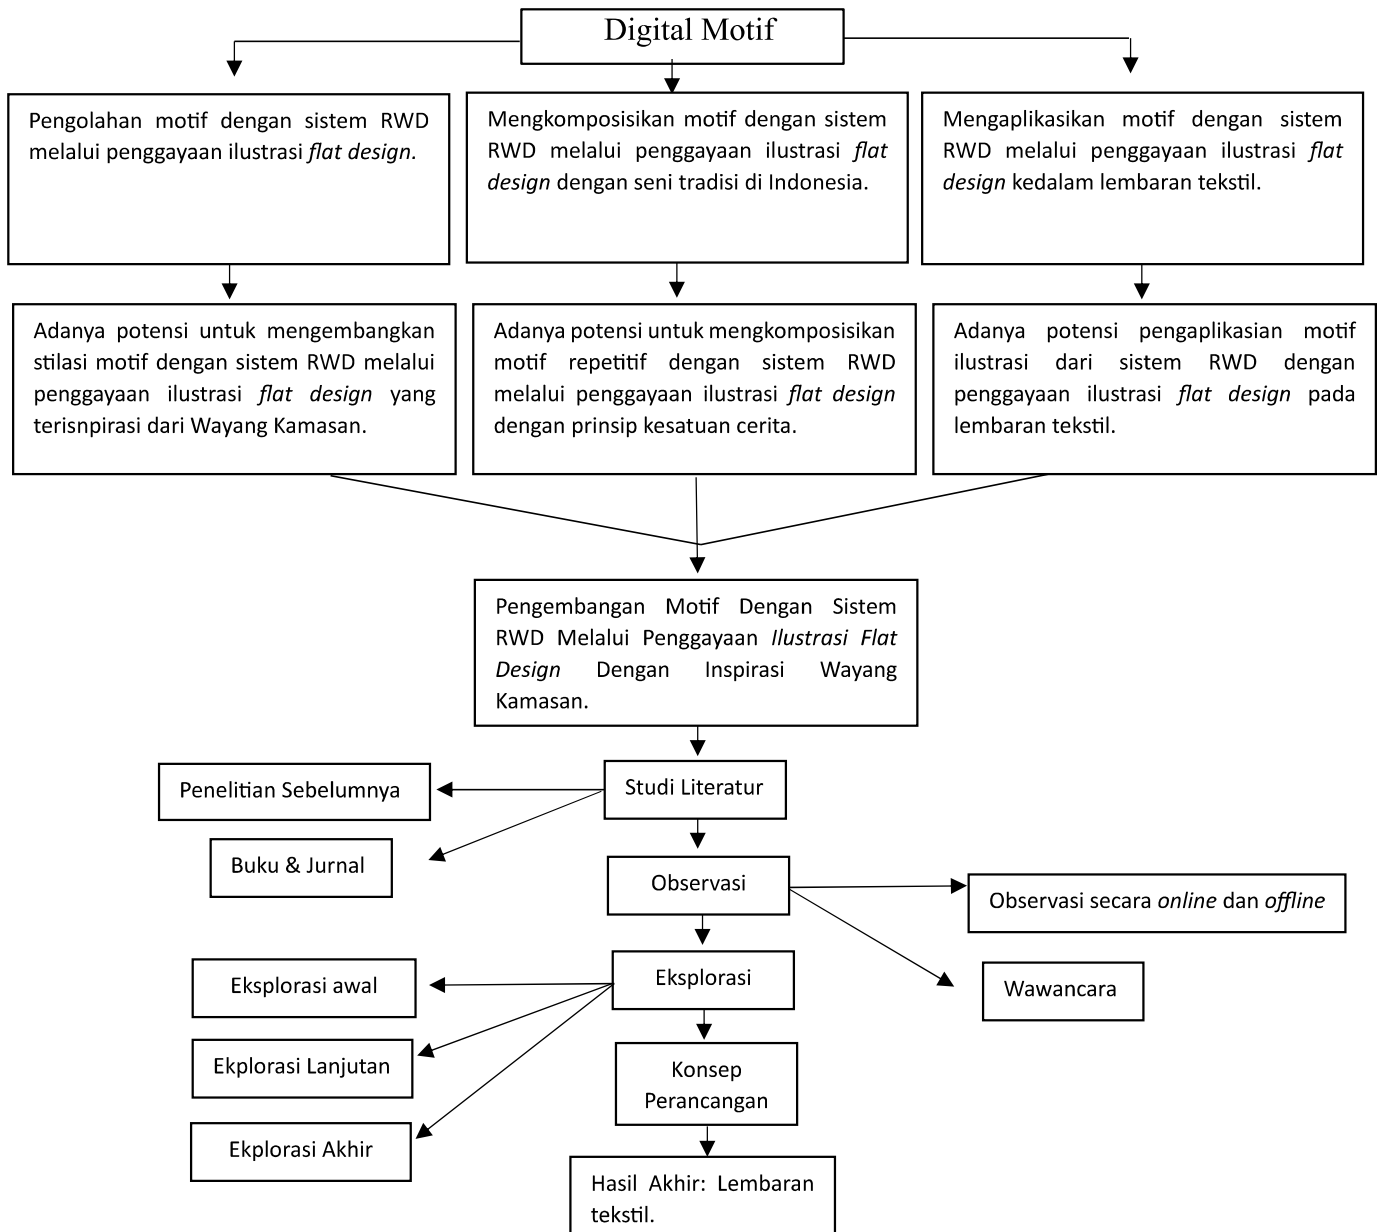 Digital Motif
Pengolahan motif dengan sistem RWD
melalui penggayaan ilustrasi flat design.
Mengkomposisikan motif dengan sistem
RWD melalui penggayaan ilustrasi flat
design dengan seni tradisi di Indonesia.
Mengaplikasikan motif dengan sistem
RWD melalui penggayaan ilustrasi flat
design kedalam lembaran tekstil.
Adanya potensi untuk mengembangkan
stilasi motif dengan sistem RWD melalui
penggayaan ilustrasi flat design yang
terisnpirasi dari Wayang Kamasan.
Adanya potensi untuk mengkomposisikan
motif repetitif dengan sistem RWD
melalui penggayaan ilustrasi flat design
dengan prinsip kesatuan cerita.
Adanya potensi pengaplikasian motif
ilustrasi dari sistem RWD dengan
penggayaan ilustrasi flat design pada
lembaran tekstil.
Pengembangan Motif Dengan Sistem
RWD Melalui Penggayaan Ilustrasi Flat
Design Dengan Inspirasi Wayang
Kamasan.
Studi Literatur
Penelitian Sebelumnya
Buku & Jurnal
Observasi
Observasi secara online dan offline
Wawancara
Eksplorasi
Eksplorasi awal
Ekplorasi Lanjutan
Ekplorasi Akhir
Konsep
Perancangan
Hasil Akhir: Lembaran
tekstil.